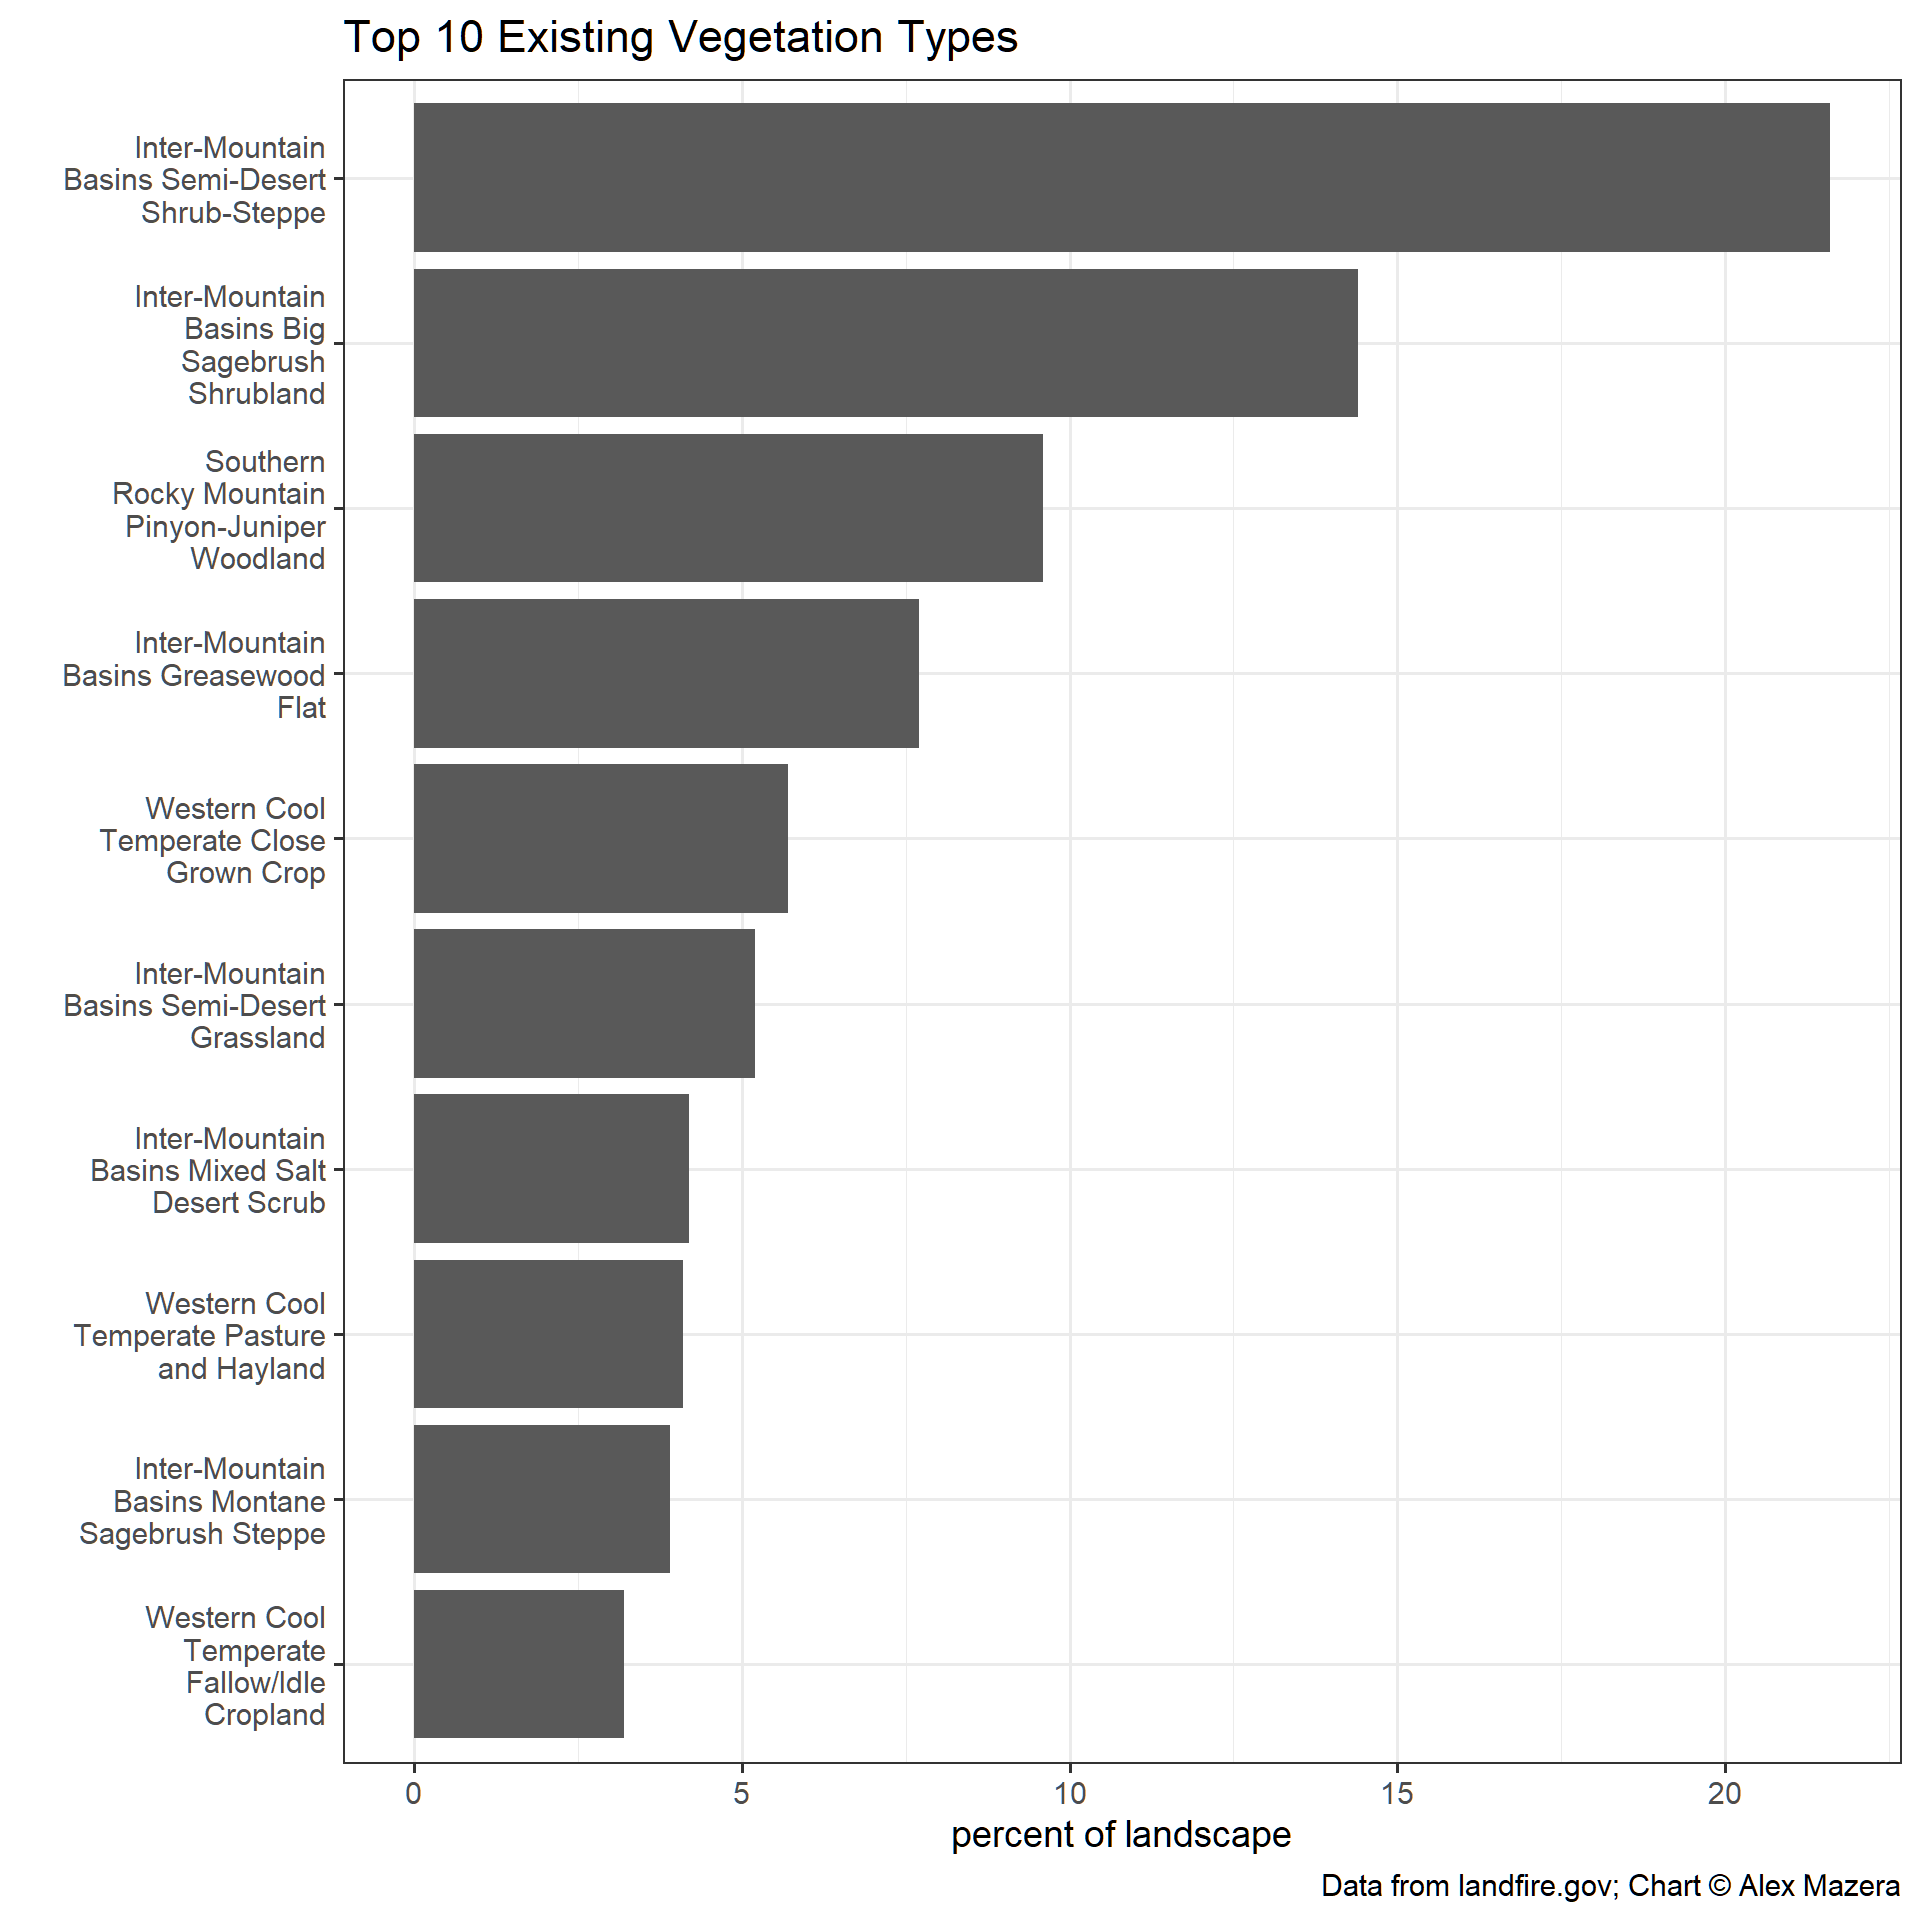 Top 10 Existing Vegetation Types
Inter-Mountain
Basins Semi-Desert
Shrub-Steppe
Inter-Mountain
Basins Big
Sagebrush
Shrubland
Southern
Rocky Mountain
Pinyon-Juniper
Woodland
Inter-Mountain
Basins Greasewood
Flat
Western Cool
Temperate Close
Grown Crop
Inter-Mountain
Basins Semi-Desert
Grassland
Inter-Mountain
Basins Mixed Salt
Desert Scrub
Western Cool
Temperate Pasture
and Hayland
Inter-Mountain
Basins Montane
Sagebrush Steppe
Western Cool
Temperate
Fallow/Idle
Cropland
0 5 10 15 20
percent of landscape
Data from landfire.gov; Chart © Alex Mazera